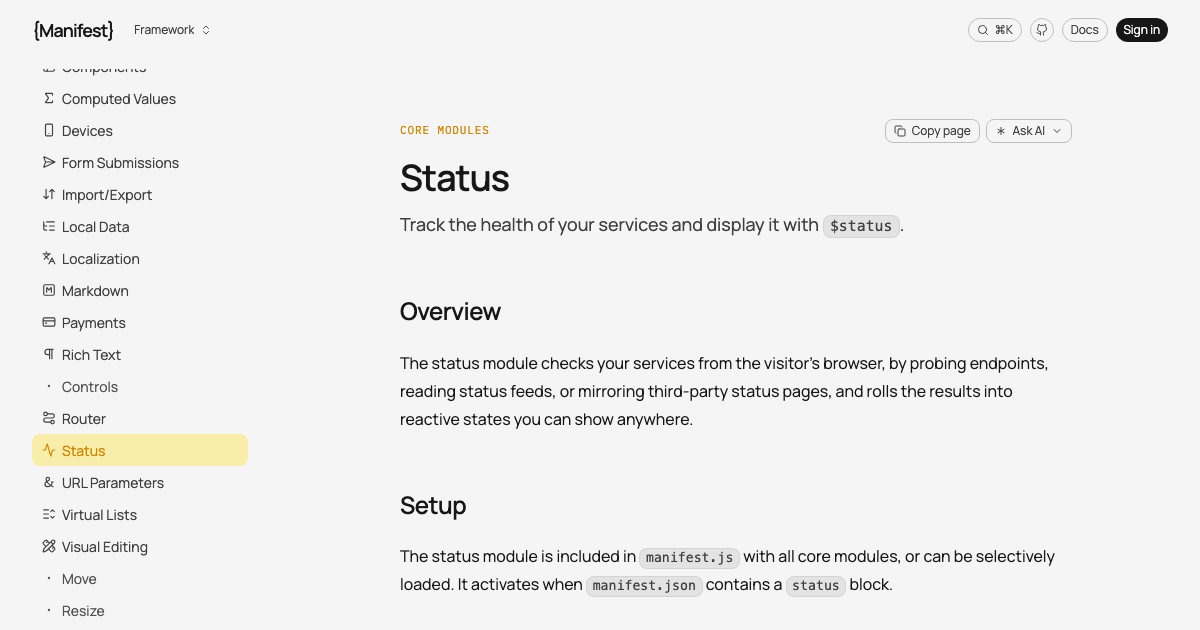 {Manifest}
Framework
⌘K
Docs
Sign in
Components
Computed Values
Devices
Form Submissions
Import/Export
Local Data
Localization
Markdown
Payments
Rich Text
Controls
Router
Status
URL Parameters
Virtual Lists
Visual Editing
Move
Resize
CORE MODULES
Copy page
Ask AI
Status
Track the health of your services and display it with $status.
Overview
The status module checks your services from the visitor's browser, by probing endpoints,
reading status feeds, or mirroring third-party status pages, and rolls the results into
reactive states you can show anywhere.
Setup
The status module is included in manifest.js with all core modules, or can be selectively
loaded. It activates when manifest.json contains a status block.